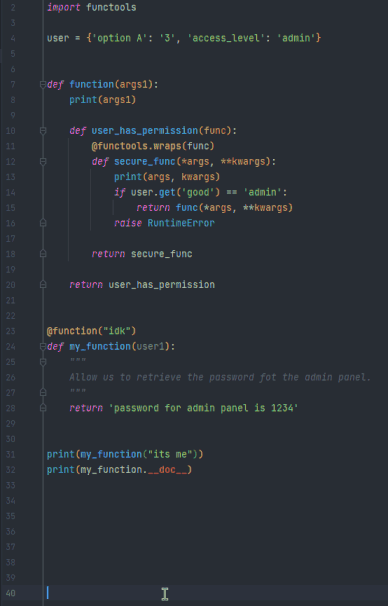 2 import functools
3
4 user = {'option A': '3', 'access_level': 'admin'}
5
6
7 def function(args1):
8 print(args1)
9
10 def user_has_permission(func):
11 @functools.wraps(func)
12 def secure_func(*args, **kwargs):
13 print(args, kwargs)
14 if user.get('good') == 'admin':
15 return func(*args, **kwargs)
16 raise RuntimeError
17
18 return secure_func
19
20 return user_has_permission
21
22
23 @function("idk")
24 def my_function(user1):
25 """
26 Allow us to retrieve the password fot the admin panel.
27 """
28 return 'password for admin panel is 1234'
29
30
31 print(my_function("its me"))
32 print(my_function.__doc__)
33
34
35
36
37
38
39
40